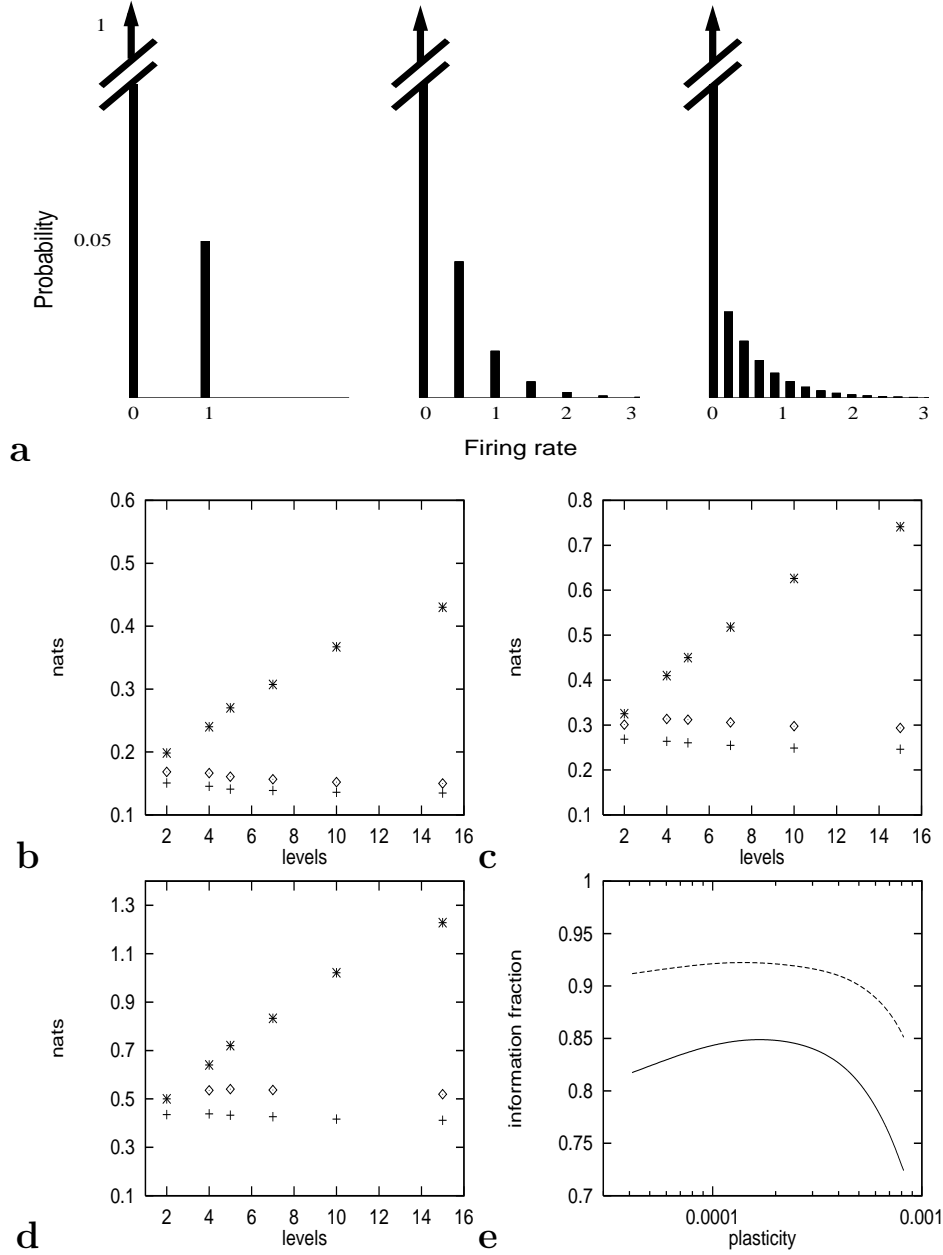 1
0.05
Probability
0 1
0 1 2 3
0 1 2 3
Firing rate
a
0.6
0.5
0.4
0.3
0.2
0.1
nats
2 4 6 8 10 12 14 16
levels
b
0.8
0.7
0.6
0.5
0.4
0.3
0.2
0.1
nats
2 4 6 8 10 12 14 16
levels
c
1.3
1.1
0.9
0.7
0.5
0.3
0.1
nats
2 4 6 8 10 12 14 16
levels
d
1
0.95
0.9
0.85
0.8
0.75
0.7
information fraction
0.0001 0.001
plasticity
e